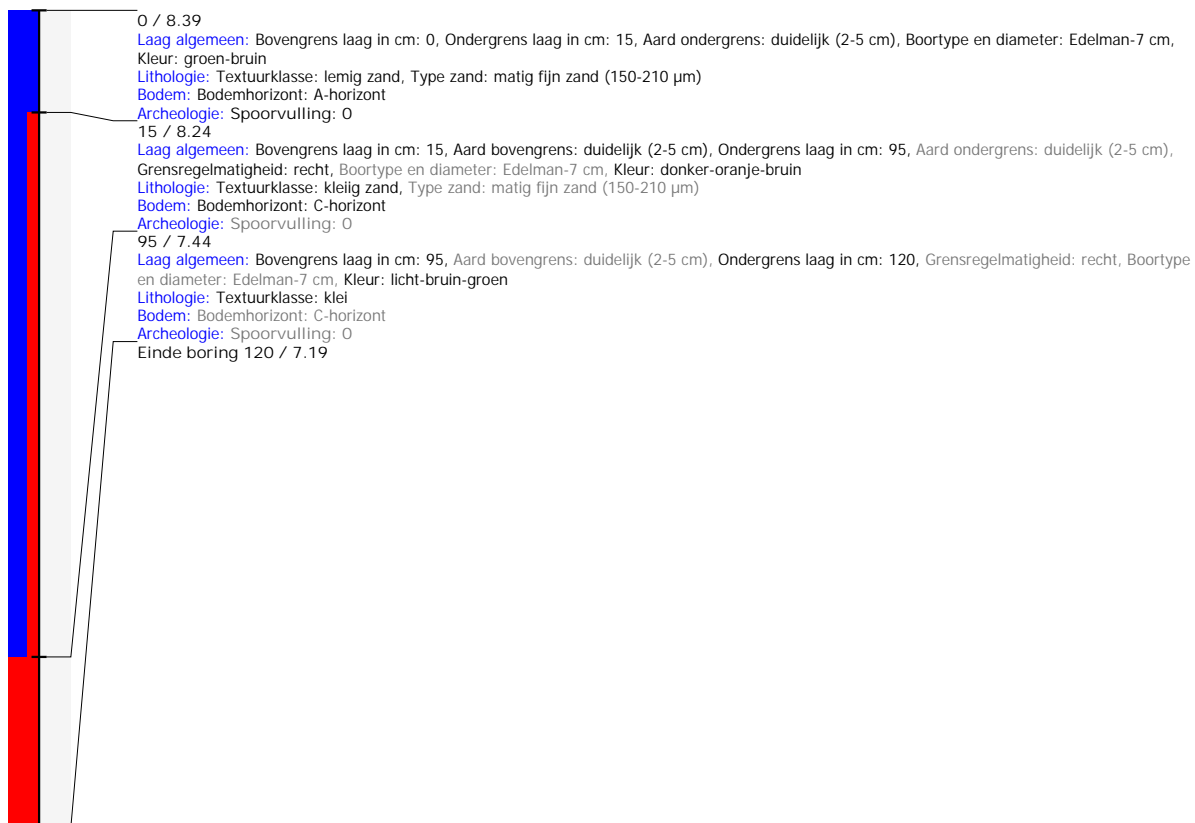 0 / 8.39
Laag algemeen: Bovengrens laag in cm: 0, Ondergrens laag in cm: 15, Aard ondergrens: duidelijk (2-5 cm), Boortype en diameter: Edelman-7 cm,
Kleur: groen-bruin
Lithologie: Textuurklasse: lemig zand, Type zand: matig fijn zand (150-210 µm)
Bodem: Bodemhorizont: A-horizont
Archeologie: Spoorvulling: 0
15 / 8.24
Laag algemeen: Bovengrens laag in cm: 15, Aard bovengrens: duidelijk (2-5 cm), Ondergrens laag in cm: 95, Aard ondergrens: duidelijk (2-5 cm),
Grensregelmatigheid: recht, Boortype en diameter: Edelman-7 cm, Kleur: donker-oranje-bruin
Lithologie: Textuurklasse: kleiig zand, Type zand: matig fijn zand (150-210 µm)
Bodem: Bodemhorizont: C-horizont
Archeologie: Spoorvulling: 0
95 / 7.44
Laag algemeen: Bovengrens laag in cm: 95, Aard bovengrens: duidelijk (2-5 cm), Ondergrens laag in cm: 120, Grensregelmatigheid: recht, Boortype
en diameter: Edelman-7 cm, Kleur: licht-bruin-groen
Lithologie: Textuurklasse: klei
Bodem: Bodemhorizont: C-horizont
Archeologie: Spoorvulling: 0
Einde boring 120 / 7.19